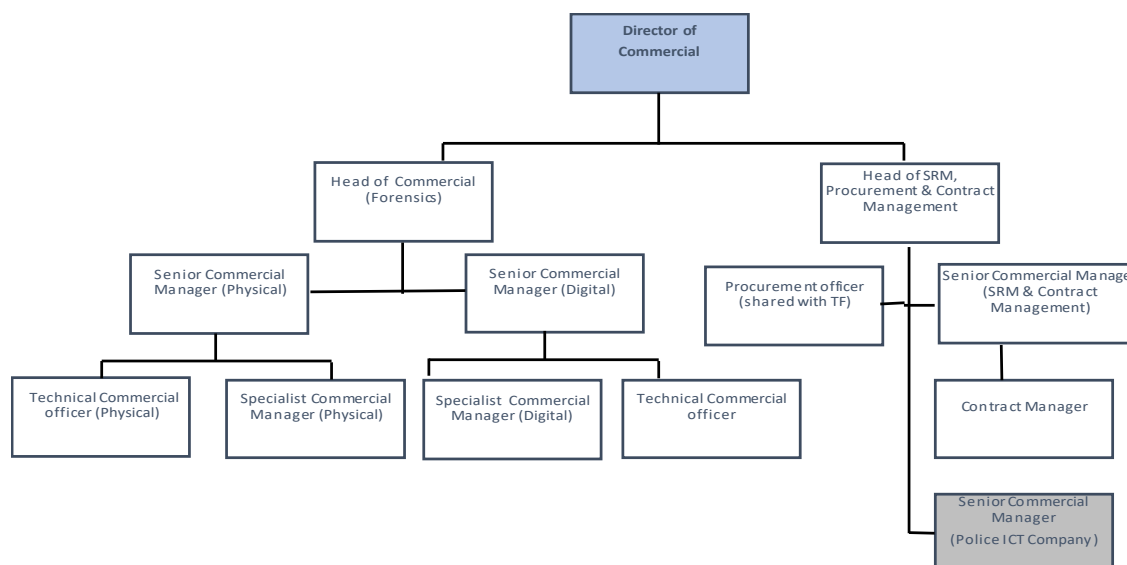 Director of
Commercial
Head of Commercial
(Forensics)
Head of SRM,
Procurement & Contract
Management
Senior Commercial
Manager (Physical)
Senior Commercial
Manager (Digital)
Procurement officer
(shared with TF)
Senior Commercial Manage
(SRM & Contract
Management)
Technical Commercial
officer (Physical)
Specialist Commercial
Manager (Physical)
Specialist Commercial
Manager (Digital)
Technical Commercial
officer
Contract Manager
Senior Commercial
Manager
(Police ICT Company)